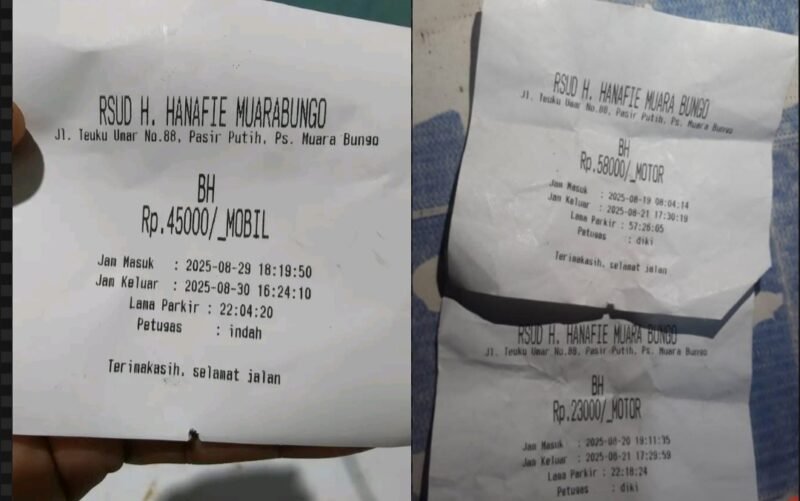 RSUD H. HANAFIE MUARABUNGO
Jl. Teuku Umar No.88, Pasir Putih, Ps. Muara Bungo
BH
Rp.45000/_MOBIL
Jam Masuk : 2025-08-29 18:19:50
Jam Keluar : 2025-08-30 16:24:10
Lama Parkir : 22:04:20
Petugas : indah
Terimakasih, selamat jalan
RSUD H. HANAFIE MUARA BUNGO
Jl. Teuku Umar No.88, Pasir Putih, Ps. Muara Bungo
BH
Rp.58000/_MOTOR
Jam Masuk : 2025-08-19 08:04:14
Jam Keluar : 2025-08-21 17:30:19
Lama Parkir : 57:26:05
Petugas : diki
Terimakasih, selamat jalan
RSUD H. HANAFIE MUARA BUNGO
Jl. Teuku Umar No.88, Pasir Putih, Ps. Muara Bungo
BH
Rp.23000/_MOTOR
Jam Masuk : 2025-08-20 19:11:35
Jam Keluar : 2025-08-21 17:29:59
Lama Parkir : 22:18:24
Petugas : diki